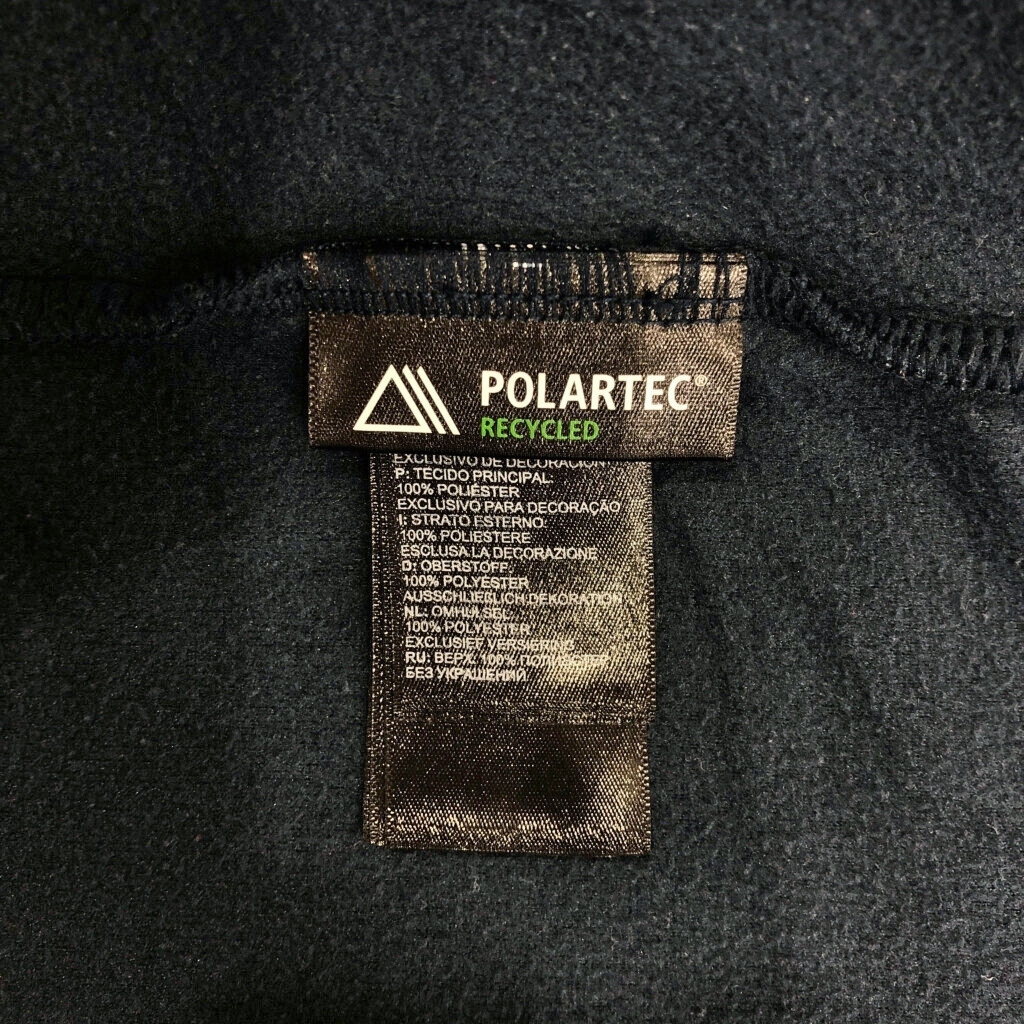 POLARTEC®
RECYCLED
EXCLUSIVO DE DECORACIÓN
P: TECIDO PRINCIPAL:
100% POLIÉSTER
EXCLUSIVO PARA DECORAÇÃO
I: STRATO ESTERNO:
100% POLIESTERE
ESCLUSA LA DECORAZIONE
D: OBERSTOFF:
100% POLYESTER
AUSSCHLIEßLICH DEKORATION
NL: OMHULSEL:
100% POLYESTER
EXCLUSIEF VERSIERING
RU: ВЕРХ: 100% ПОЛИЭСТЕР
БЕЗ УКРАШЕНИЙ